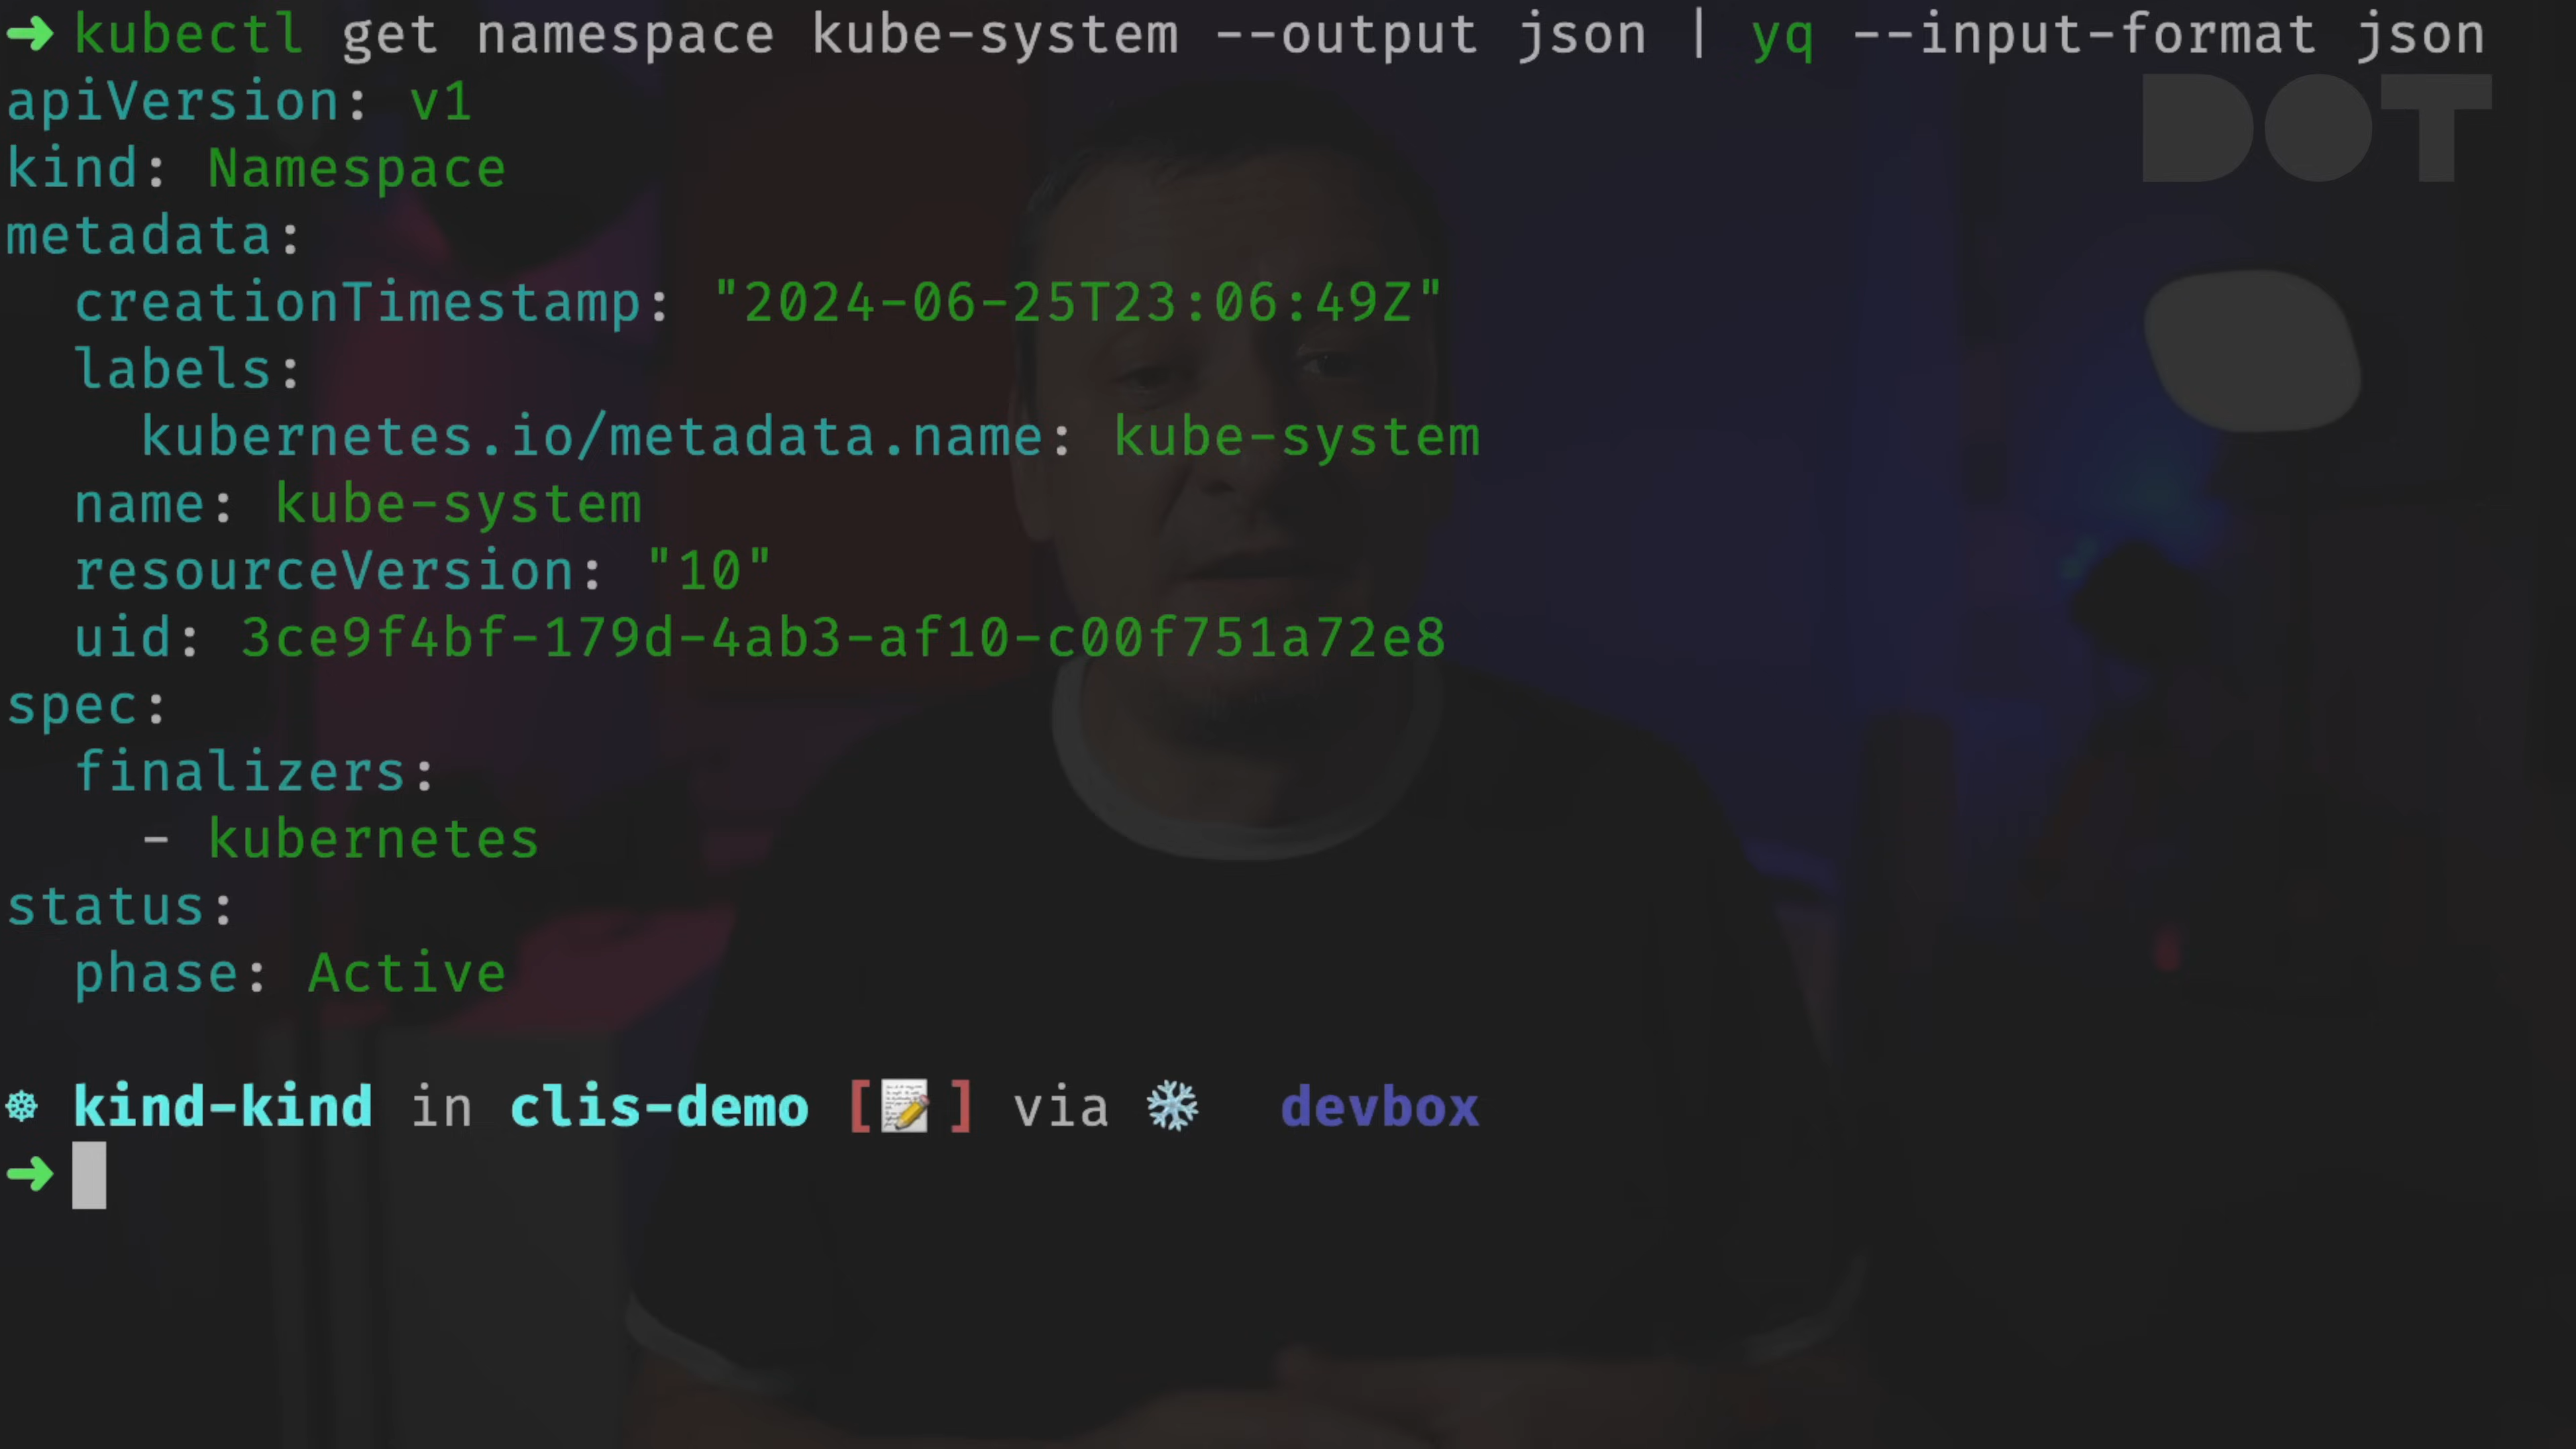 ➜ kubectl get namespace kube-system --output json | yq --input-format json
DOT
apiVersion: v1
kind: Namespace
metadata:
  creationTimestamp: "2024-06-25T23:06:49Z"
  labels:
    kubernetes.io/metadata.name: kube-system
  name: kube-system
  resourceVersion: "10"
  uid: 3ce9f4bf-179d-4ab3-af10-c00f751a72e8
spec:
  finalizers:
    - kubernetes
status:
  phase: Active
☸ kind-kind in clis-demo [📝 ] via ❄️  devbox
➜